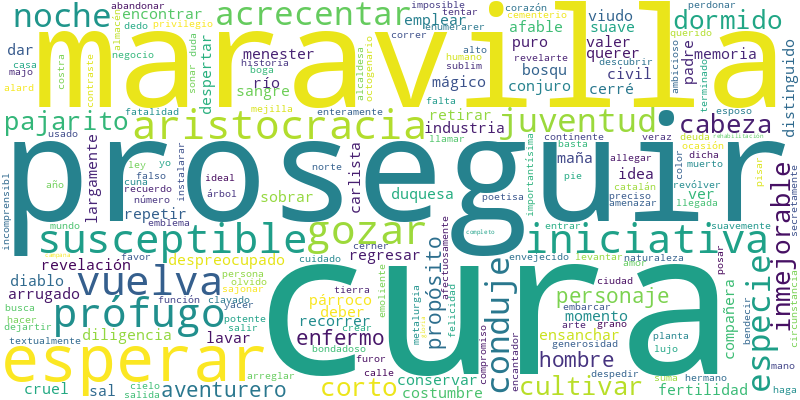 maravilla
proseguir
cura
esperar
noche
acrecentar
dormido
pajarito
aristocracia
juventud
cabeza
susceptible
gozar
iniciativa
vuelva
prófugo
conduje
especie
inmejorable
abandonar
encontrar
privilegio
almacén
dedo
dar
casa
negocio
majo
costra
contraste
alard
sonar
duda
despertar
menester
historia
boga
río
sangre
mejilla
alcaldesa
octogenario
imposible
tentar
corazón
cementerio
perdonar
emplear
viudo
suave
querido
correr
enumerarer
afable
puro
valer
querer
padre
memoria
alto
humano
revelarte
descubrir
mágico
sublim
bosqu
civil
conjuro
cerré
ambicioso
terminado
distinguido
fatalidad
enteramente
falta
retirar
industria
llamar
continente
basta
veraz
deuda
ocasión
esposo
rehabilitación
usado
largamente
ley
yo
falso
cuna
recuerdo
instalarar
ideal
norte
carlista
maña
allegar
idea
color
dicha
muerto
pisar
incomprensibl
año
número
árbol
repetir
emblema
sobrar
duquesa
poetisa
importantísima
pie
catalán
preciso
amenazar
revólver
ver
llegada
secretamente
mundo
favor
despreocupado
cerner
regresar
completo
entrar
suavemente
envejecido
levantar
naturaleza
posar
amor
revelación
diablo
arrugado
persona
olvido
sajonar
cuidado
emoliente
párroco
deber
tierra
propósito
afectuosamente
ciudad
personaje
embarcar
momento
compañera
bendecir
circunstancia
función
clavado
yacer
busca
hacer
dejartir
potente
salir
recorrer
crear
enfermo
metalurgia
felicidad
arte
grano
ensanchar
planta
lujo
textualmente
diligencia
lavar
bondadoso
furor
calle
compromiso
encantador
hombre
generosidad
mano
cruel
sal
cielo
salida
aventurero
arreglar
corto
conservar
costumbre
despedir
cultivar
suma
hermano
fertilidad
haga